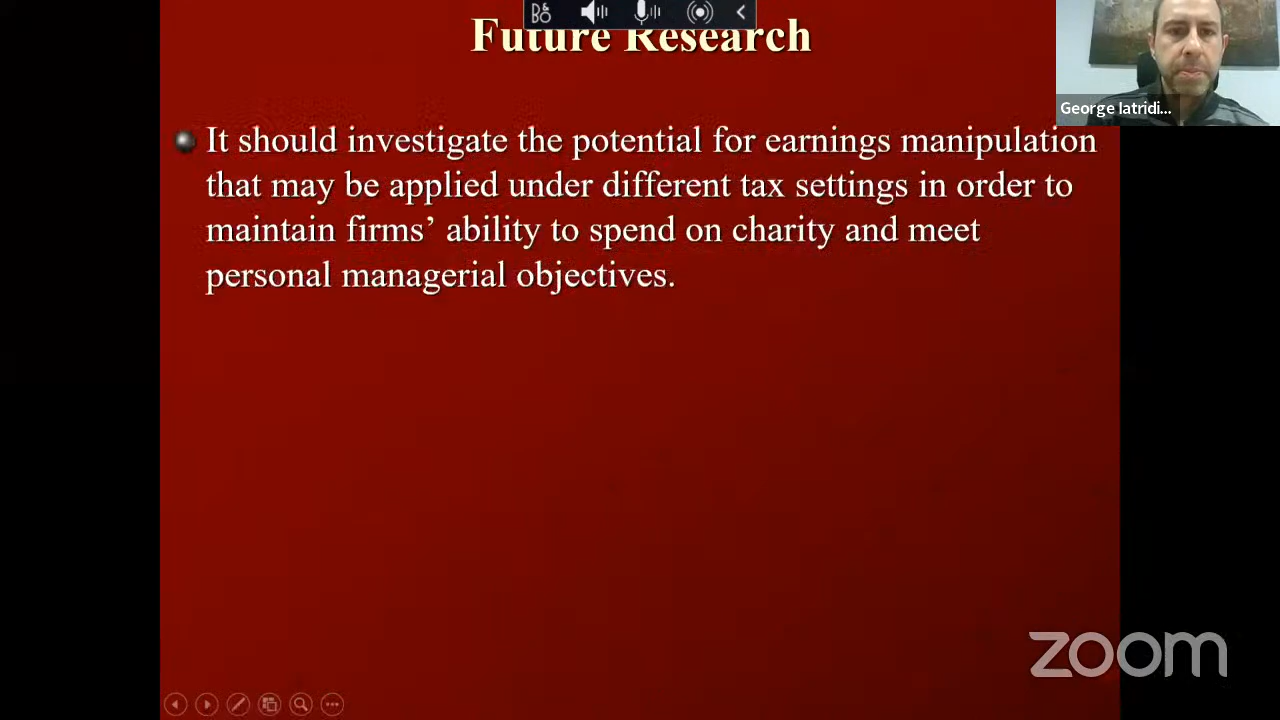 Future Research
George Iatridi...
It should investigate the potential for earnings manipulation
that may be applied under different tax settings in order to
maintain firms’ ability to spend on charity and meet
personal managerial objectives.
zoom